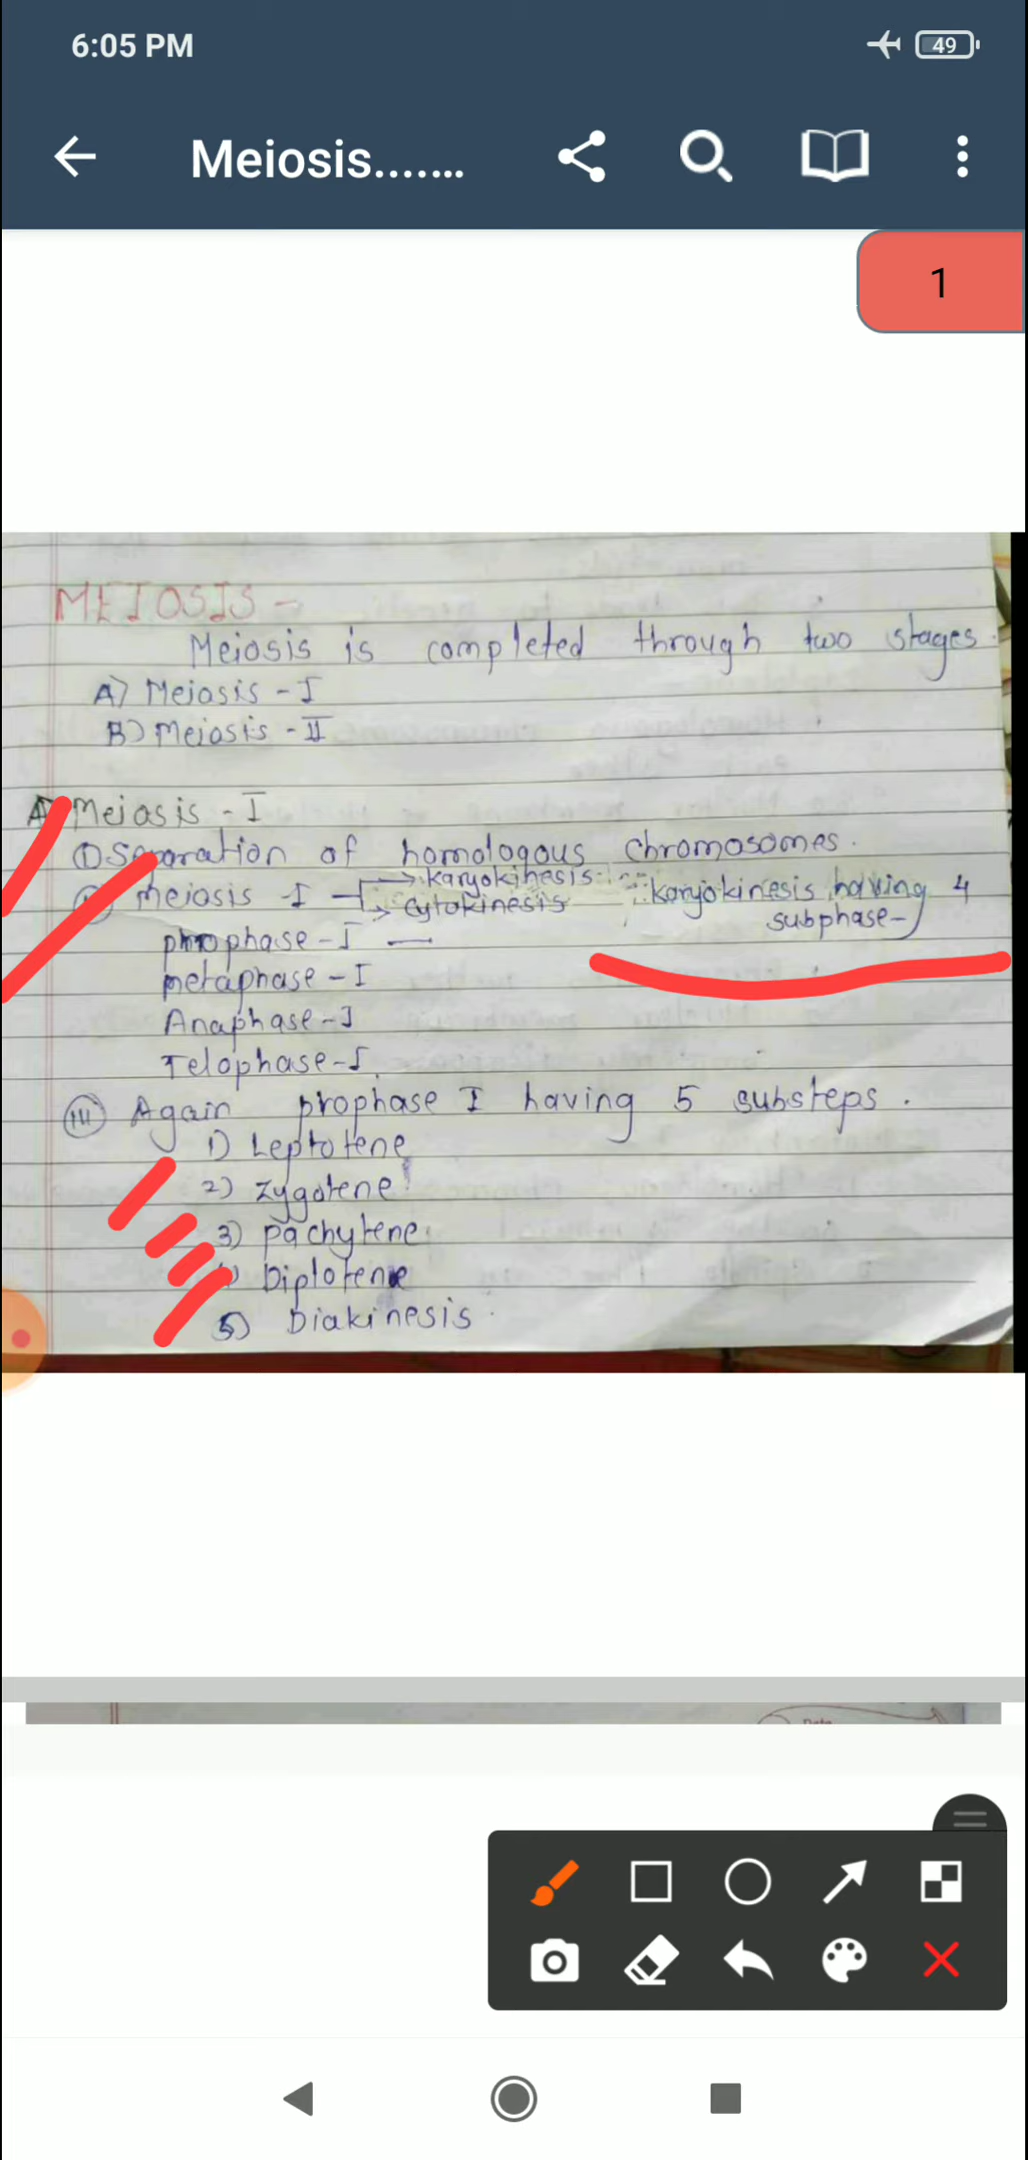 6:05 PM
49
Meiosis.......
1
MEIOSIS -
Meiosis is completed through two stages.
A) Meiosis - I
B) Meiosis - II
A) Meiosis - I
① Separation of homologous chromosomes.
meiosis - I → karyokinesis ∴ karyokinesis having 4
→ cytokinesis subphase -
prophase - I —
metaphase - I
Anaphase - I
Telophase - I.
(III) Again prophase I having 5 substeps.
1) Leptotene
2) Zygotene
3) pachytene
Diplotene
5) Diakinesis.